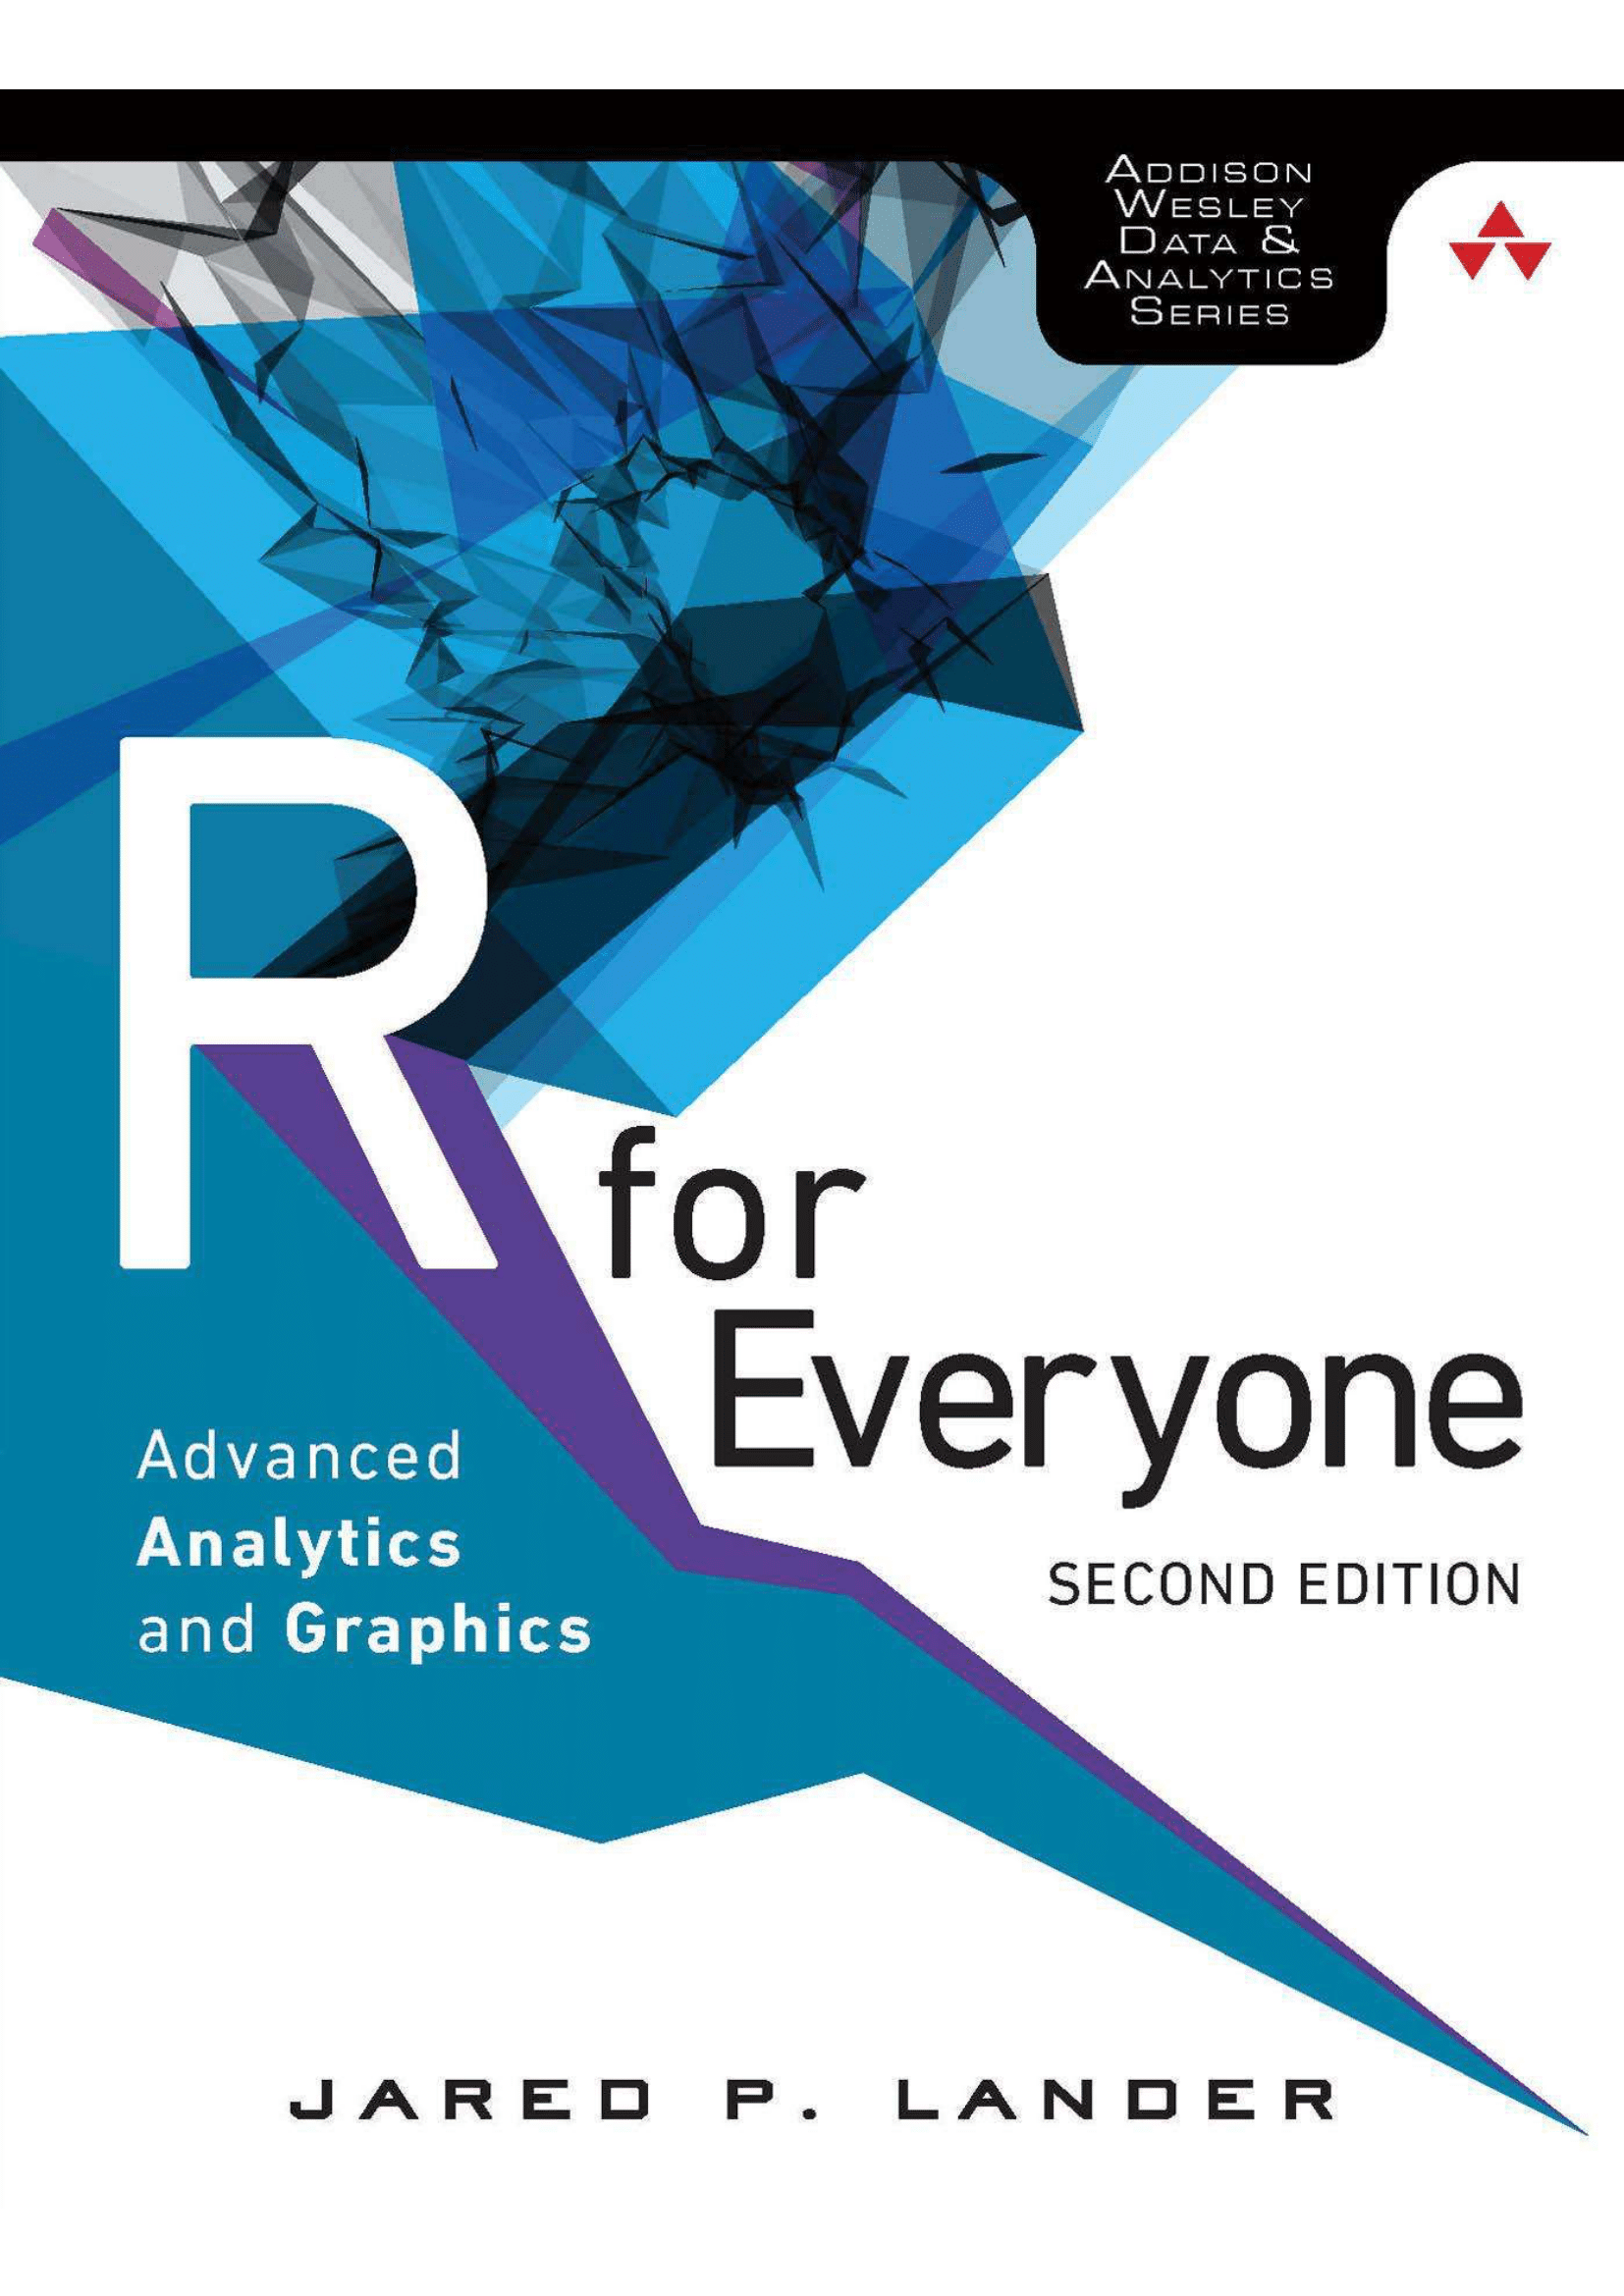 ADDISON
WESLEY
DATA &
ANALYTICS
SERIES
R
for
Everyone
Advanced
Analytics
and Graphics
SECOND EDITION
JARED P. LANDER